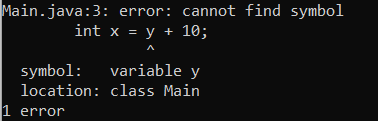 Main.java:3: error: cannot find symbol
        int x = y + 10;
                ^
  symbol:   variable y
  location: class Main
1 error